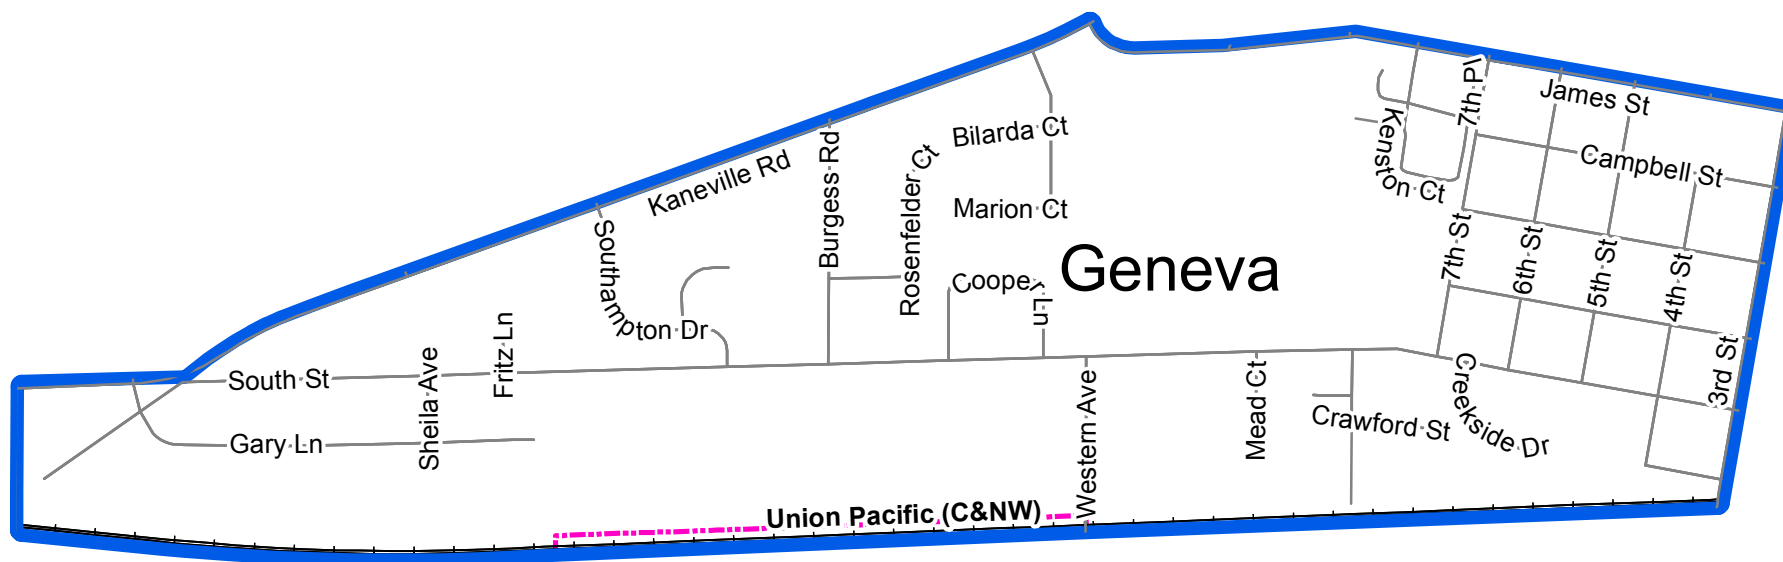 James St
7th Pl
Bilarda Ct
Campbell St
Kaneville Rd
Burgess Rd
Rosenfelder Ct
Kenston Ct
Marion Ct
Geneva
Southampton Dr
Cooper Ln
7th St
6th St
5th St
4th St
3rd St
Fritz Ln
South St
Sheila Ave
Gary Ln
Western Ave
Mead Ct
Crawford St
Creekside Dr
Union Pacific (C&NW)